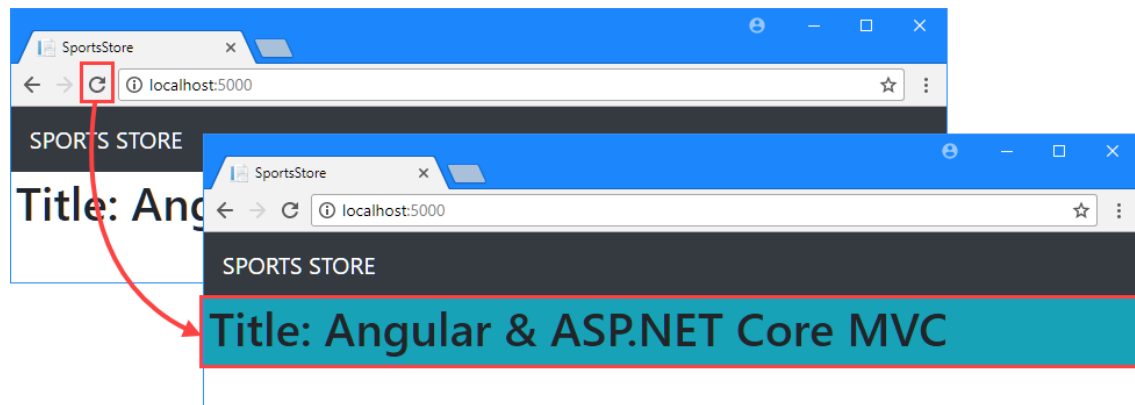 SportsStore
localhost:5000
SPORTS STORE
Title: Ang
SportsStore
localhost:5000
SPORTS STORE
Title: Angular & ASP.NET Core MVC